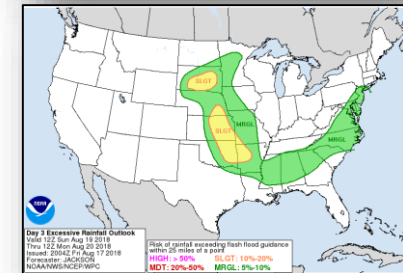 SLGT
MRGL
SLGT
MRGL
NOAA
Day 3 Excessive Rainfall Outlook
Valid 12Z Sun Aug 19 2018
Thru 12Z Mon Aug 20 2018
Issued: 2004Z Fri Aug 17 2018
Forecaster: JACKSON
NOAA/NWS/NCEP/WPC
Risk of rainfall exceeding flash flood guidance
within 25 miles of a point
HIGH: > 50% SLGT: 10%-20%
MDT: 20%-50% MRGL: 5%-10%